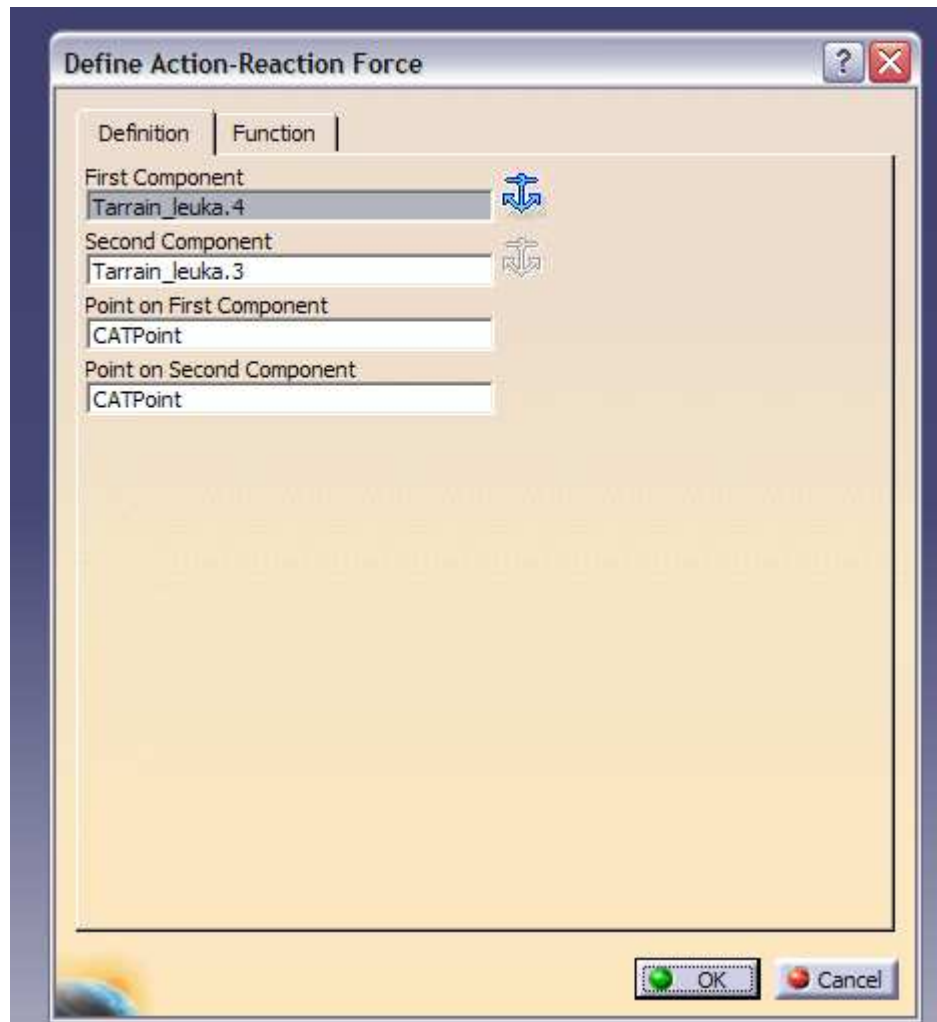 Define Action-Reaction Force
?
Definition Function
First Component
Tarrain_leuka.4
Second Component
Tarrain_leuka.3
Point on First Component
CATPoint
Point on Second Component
CATPoint
OK Cancel